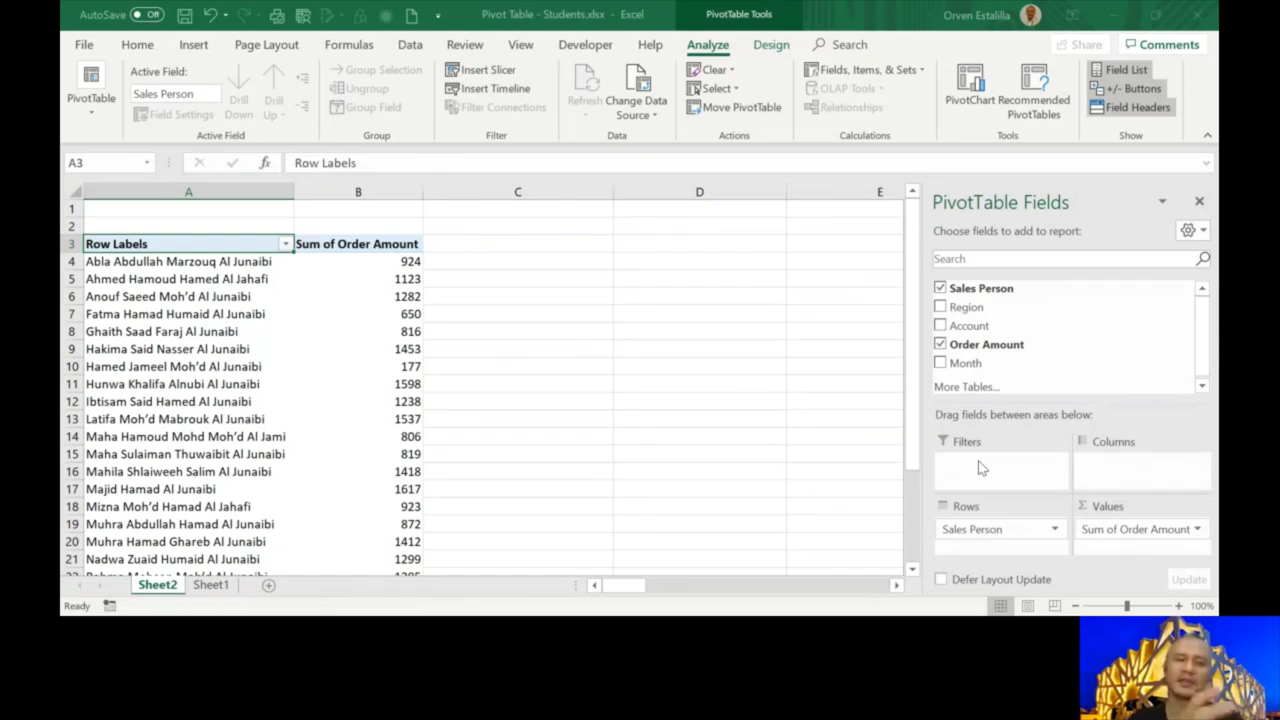 AutoSave Off Pivot Table - Students.xlsx - Excel PivotTable Tools Orven Estalilla
File Home Insert Page Layout Formulas Data Review View Developer Help Analyze Design Search Share Comments
PivotTable
Active Field:
Sales Person
Field Settings
Drill Down
Drill Up
Active Field
Group Selection
Ungroup
Group Field
Group
Insert Slicer
Insert Timeline
Filter Connections
Filter
Refresh
Change Data Source
Data
Clear
Select
Move PivotTable
Actions
Fields, Items, & Sets
OLAP Tools
Relationships
Calculations
PivotChart
Recommended PivotTables
Tools
Field List
+/- Buttons
Field Headers
Show
A3 fx Row Labels
A B C D E
1
2
3 Row Labels Sum of Order Amount
4 Abla Abdullah Marzouq Al Junaibi 924
5 Ahmed Hamoud Hamed Al Jahafi 1123
6 Anouf Saeed Moh’d Al Junaibi 1282
7 Fatma Hamad Humaid Al Junaibi 650
8 Ghaith Saad Faraj Al Junaibi 816
9 Hakima Said Nasser Al Junaibi 1453
10 Hamed Jameel Moh’d Al Junaibi 177
11 Hunwa Khalifa Alnubi Al Junaibi 1598
12 Ibtisam Said Hamed Al Junaibi 1238
13 Latifa Moh’d Mabrouk Al Junaibi 1537
14 Maha Hamoud Mohd Moh’d Al Jami 806
15 Maha Sulaiman Thuwaibit Al Junaibi 819
16 Mahila Shlaiweeh Salim Al Junaibi 1418
17 Majid Hamad Al Junaibi 1617
18 Mizna Moh’d Hamad Al Jahafi 923
19 Muhra Abdullah Hamad Al Junaibi 872
20 Muhra Hamad Ghareb Al Junaibi 1412
21 Nadwa Zuaid Humaid Al Junaibi 1299
Sheet2 Sheet1
Ready 100%
PivotTable Fields
Choose fields to add to report:
Search
Sales Person
Region
Account
Order Amount
Month
More Tables...
Drag fields between areas below:
Filters Columns
Rows Σ Values
Sales Person Sum of Order Amount
Defer Layout Update Update